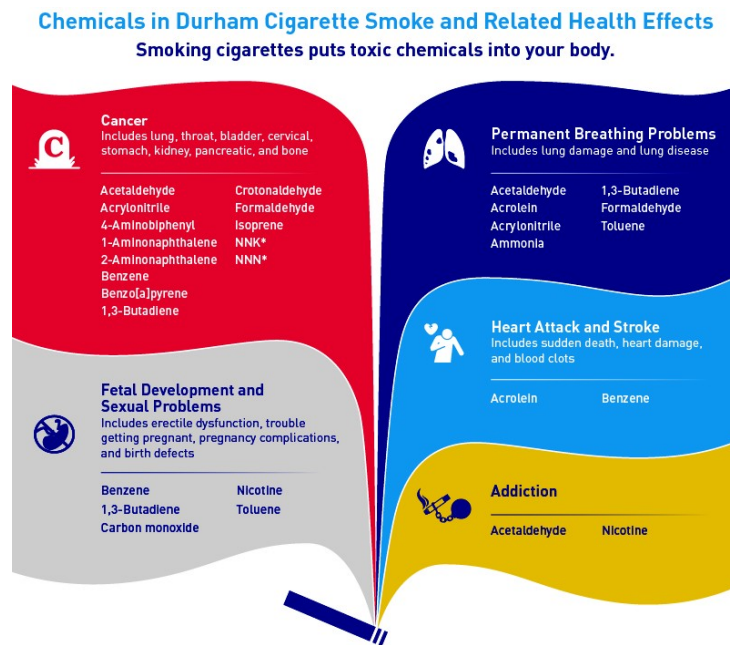 Chemicals in Durham Cigarette Smoke and Related Health Effects
Smoking cigarettes puts toxic chemicals into your body.
C
Cancer
Includes lung, throat, bladder, cervical,
stomach, kidney, pancreatic, and bone
Acetaldehyde
Acrylonitrile
4-Aminobiphenyl
1-Aminonaphthalene
2-Aminonaphthalene
Benzene
Benzo[a]pyrene
1,3-Butadiene
Crotonaldehyde
Formaldehyde
Isoprene
NNK*
NNN*
Fetal Development and
Sexual Problems
Includes erectile dysfunction, trouble
getting pregnant, pregnancy complications,
and birth defects
Benzene
1,3-Butadiene
Carbon monoxide
Nicotine
Toluene
Permanent Breathing Problems
Includes lung damage and lung disease
Acetaldehyde
Acrolein
Acrylonitrile
Ammonia
1,3-Butadiene
Formaldehyde
Toluene
Heart Attack and Stroke
Includes sudden death, heart damage,
and blood clots
Acrolein
Benzene
Addiction
Acetaldehyde
Nicotine